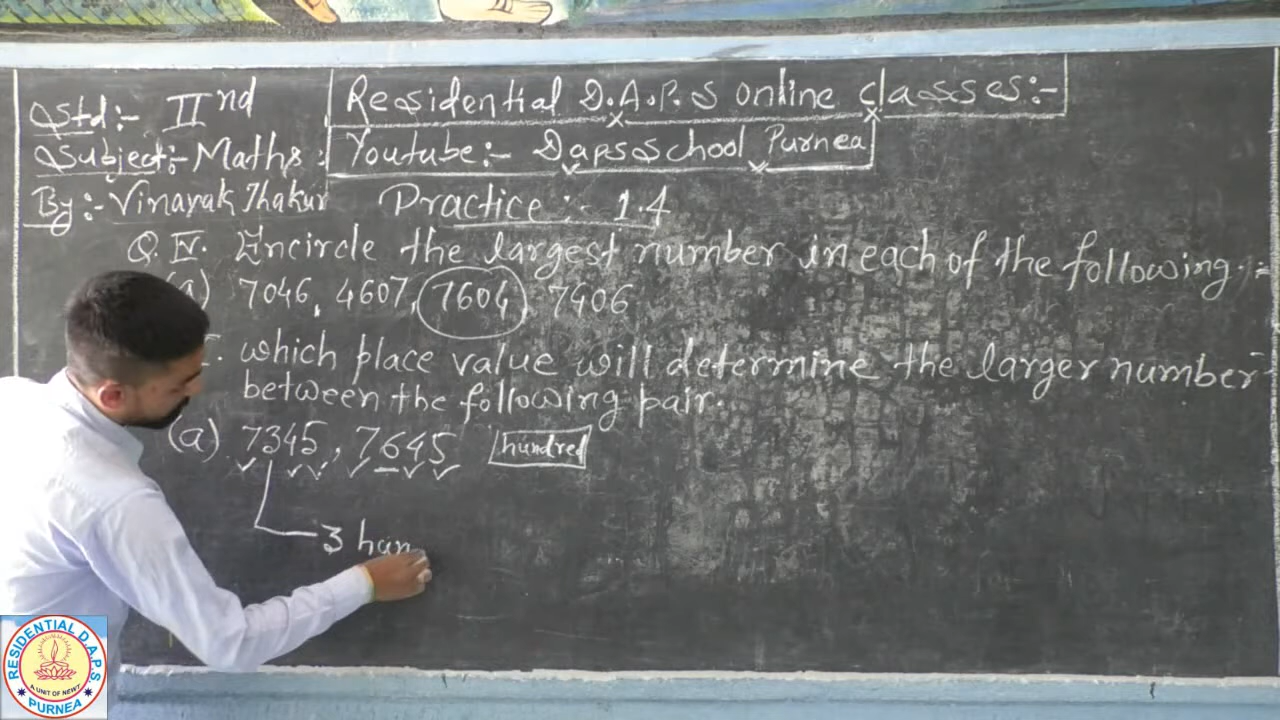 Std:- IInd
Residential D.A.P.S online classes:-
Subject:- Maths:
Youtube:- Dapsschool Purnea
By:- Vinayak Thakur
Practice:- 1.4
Q. IV. Encircle the largest number in each of the following:-
(a) 7046, 4607, 7604, 7406
which place value will determine the larger number
between the following pair.
(a) 7345, 7645 hundred
3 hun
RESIDENTIAL D.A.P.S
PURNEA